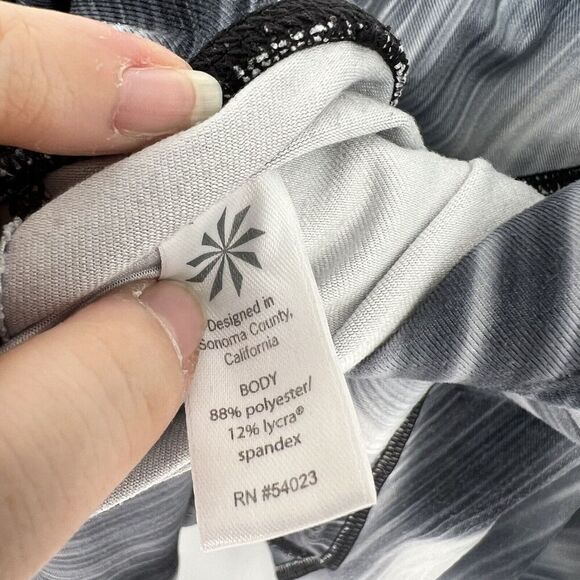 Designed in
Sonoma County,
California
BODY
88% polyester/
12% lycra®
spandex
RN #54023